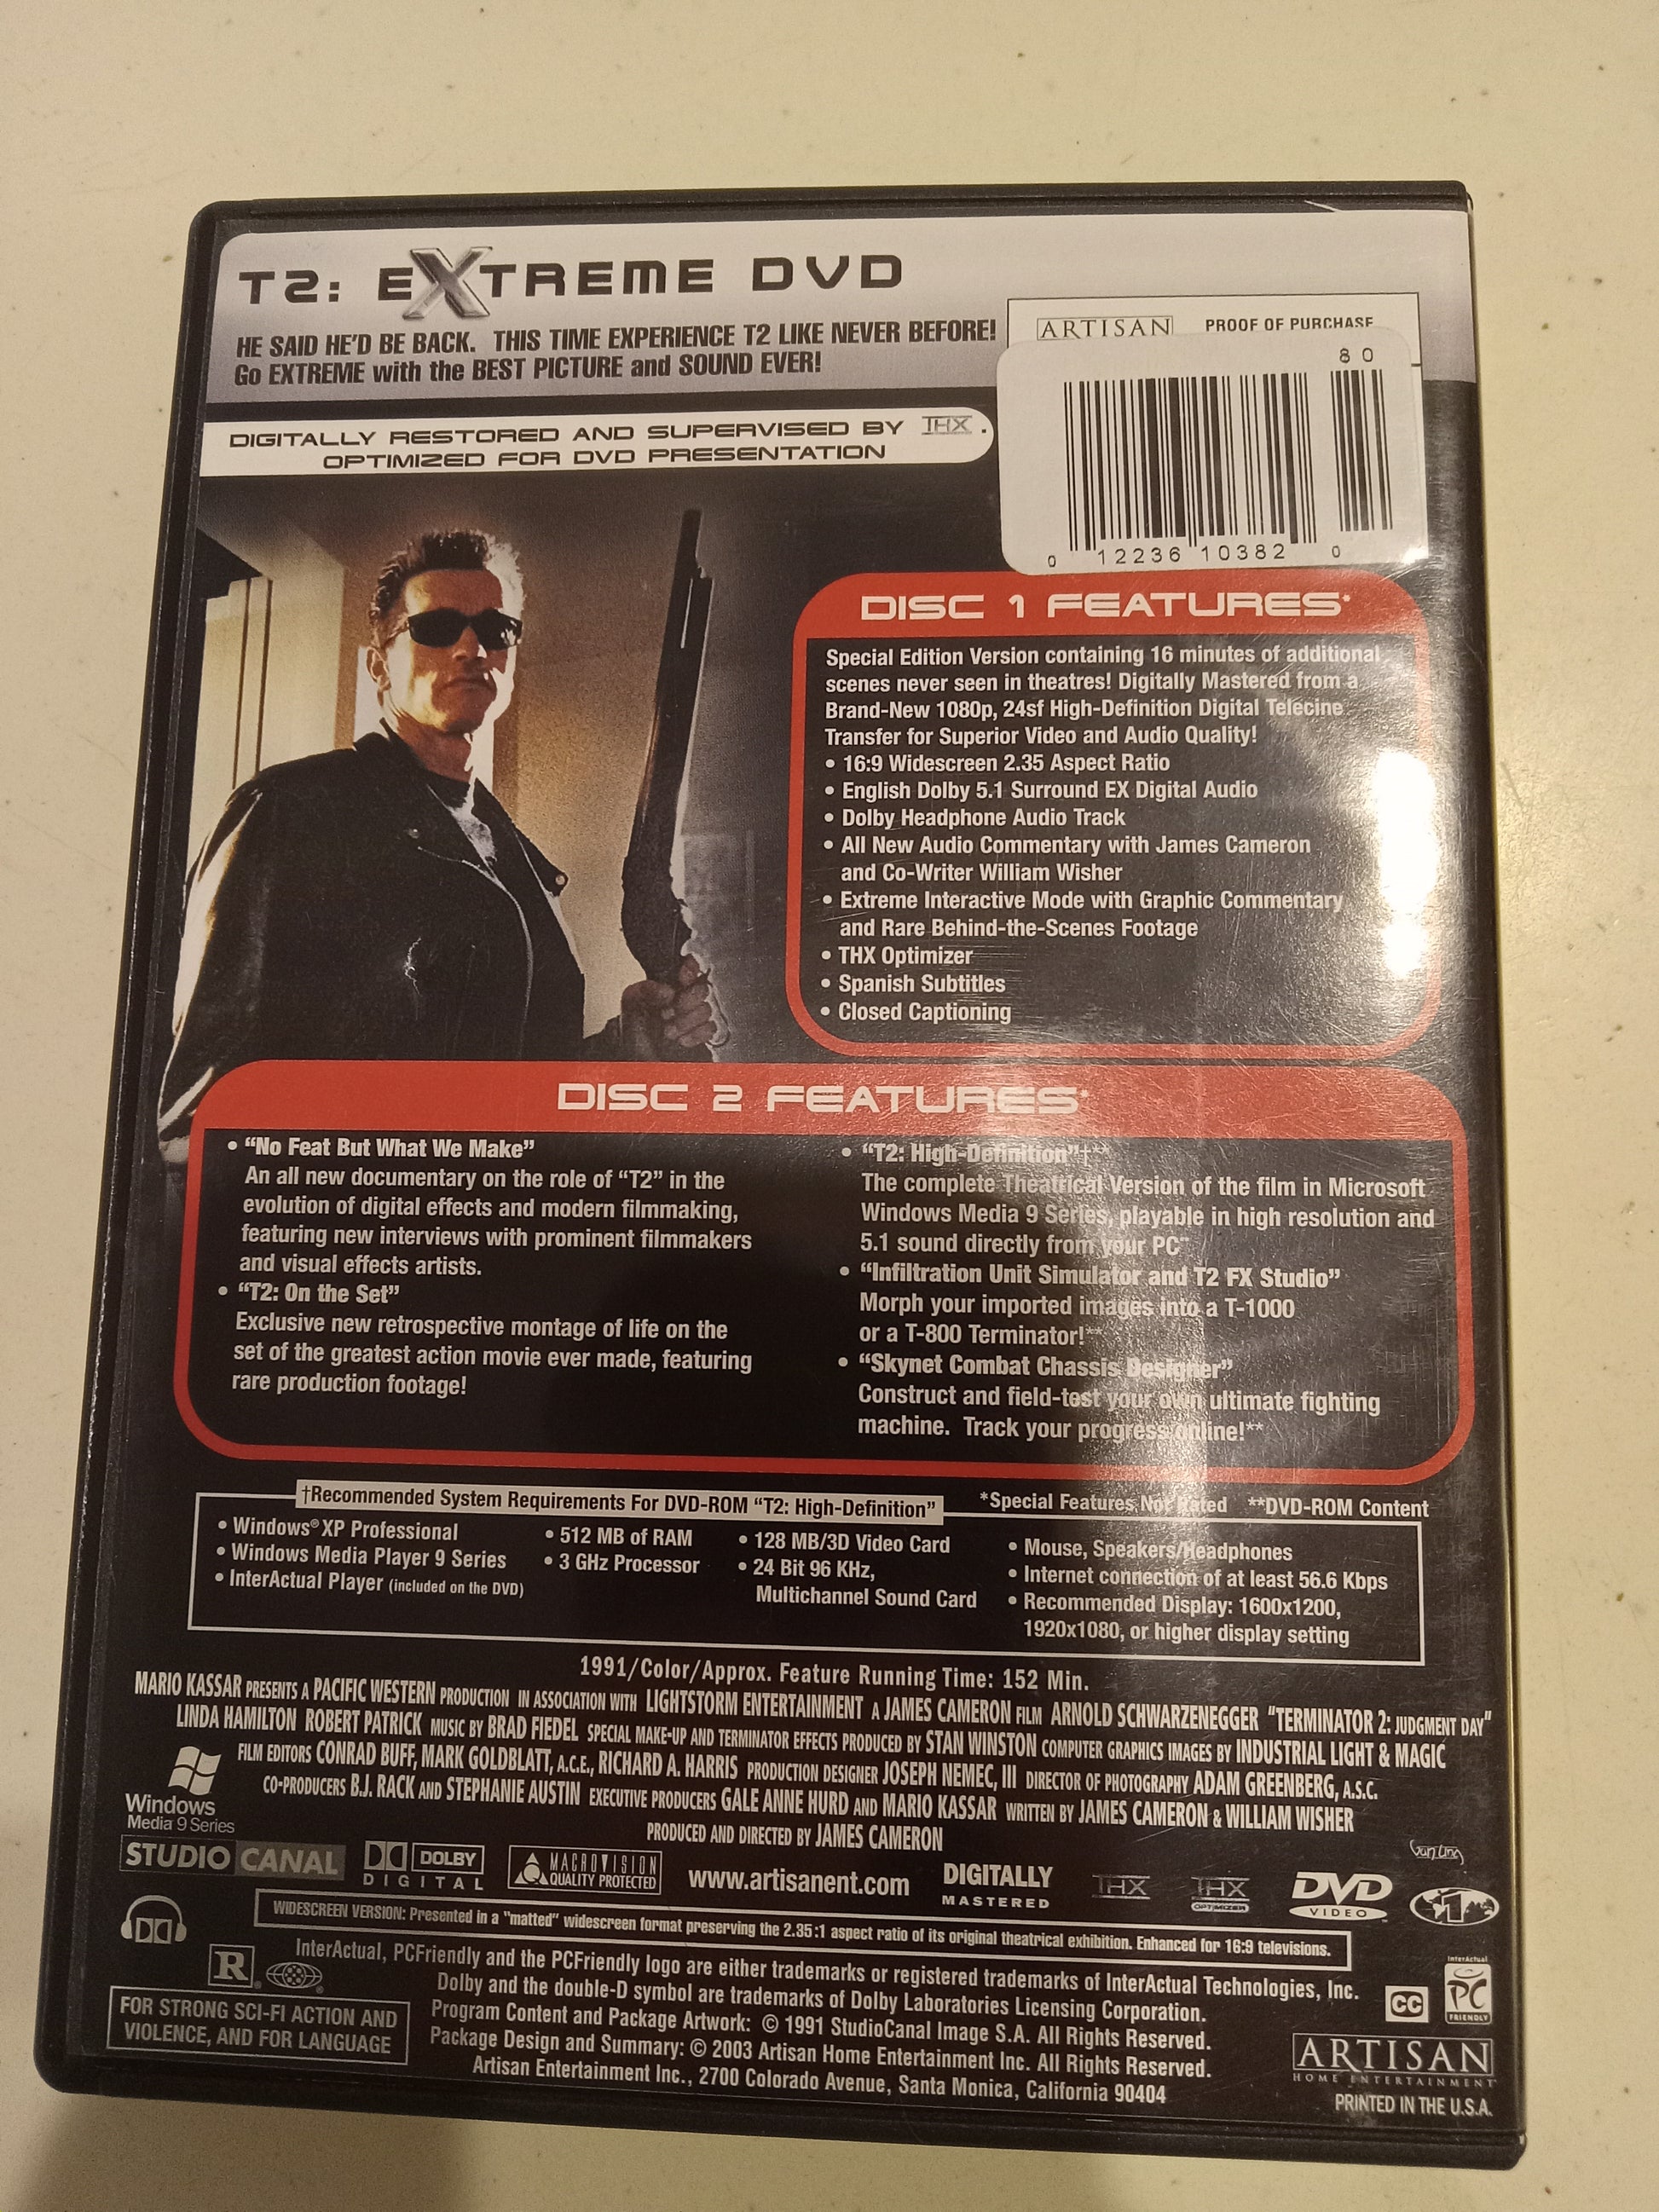 T2: EXTREME DVD
HE SAID HE'D BE BACK. THIS TIME EXPERIENCE T2 LIKE NEVER BEFORE!
Go EXTREME with the BEST PICTURE and SOUND EVER!
ARTISAN PROOF OF PURCHASE
80
0 12236 10382 0
DIGITALLY RESTORED AND SUPERVISED BY THX.
OPTIMIZED FOR DVD PRESENTATION
DISC 1 FEATURES*
Special Edition Version containing 16 minutes of additional
scenes never seen in theatres! Digitally Mastered from a
Brand-New 1080p, 24sf High-Definition Digital Telecine
Transfer for Superior Video and Audio Quality!
• 16:9 Widescreen 2.35 Aspect Ratio
• English Dolby 5.1 Surround EX Digital Audio
• Dolby Headphone Audio Track
• All New Audio Commentary with James Cameron
and Co-Writer William Wisher
• Extreme Interactive Mode with Graphic Commentary
and Rare Behind-the-Scenes Footage
• THX Optimizer
• Spanish Subtitles
• Closed Captioning
DISC 2 FEATURES*
• "No Feat But What We Make"
An all new documentary on the role of "T2" in the
evolution of digital effects and modern filmmaking,
featuring new interviews with prominent filmmakers
and visual effects artists.
• "T2: On the Set"
Exclusive new retrospective montage of life on the
set of the greatest action movie ever made, featuring
rare production footage!
• "T2: High-Definition"†**
The complete Theatrical Version of the film in Microsoft
Windows Media 9 Series, playable in high resolution and
5.1 sound directly from your PC**
• "Infiltration Unit Simulator and T2 FX Studio"
Morph your imported images into a T-1000
or a T-800 Terminator!**
• "Skynet Combat Chassis Designer"
Construct and field-test your own ultimate fighting
machine. Track your progress online!**
†Recommended System Requirements For DVD-ROM "T2: High-Definition"
*Special Features Not Rated **DVD-ROM Content
• Windows® XP Professional
• Windows Media Player 9 Series
• InterActual Player (included on the DVD)
• 512 MB of RAM
• 3 GHz Processor
• 128 MB/3D Video Card
• 24 Bit 96 KHz,
Multichannel Sound Card
• Mouse, Speakers/Headphones
• Internet connection of at least 56.6 Kbps
• Recommended Display: 1600x1200,
1920x1080, or higher display setting
1991/Color/Approx. Feature Running Time: 152 Min.
MARIO KASSAR PRESENTS A PACIFIC WESTERN PRODUCTION IN ASSOCIATION WITH LIGHTSTORM ENTERTAINMENT A JAMES CAMERON FILM ARNOLD SCHWARZENEGGER "TERMINATOR 2: JUDGMENT DAY"
LINDA HAMILTON ROBERT PATRICK MUSIC BY BRAD FIEDEL SPECIAL MAKE-UP AND TERMINATOR EFFECTS PRODUCED BY STAN WINSTON COMPUTER GRAPHICS IMAGES BY INDUSTRIAL LIGHT & MAGIC
FILM EDITORS CONRAD BUFF, MARK GOLDBLATT, A.C.E., RICHARD A. HARRIS PRODUCTION DESIGNER JOSEPH NEMEC, III DIRECTOR OF PHOTOGRAPHY ADAM GREENBERG, A.S.C.
CO-PRODUCERS B.J. RACK AND STEPHANIE AUSTIN EXECUTIVE PRODUCERS GALE ANNE HURD AND MARIO KASSAR WRITTEN BY JAMES CAMERON & WILLIAM WISHER
PRODUCED AND DIRECTED BY JAMES CAMERON
Windows
Media 9 Series
STUDIO CANAL
DOLBY
DIGITAL
MACROVISION
QUALITY PROTECTED
www.artisanent.com
DIGITALLY
MASTERED
THX
THX
OPTIMIZER
DVD
VIDEO
1
WIDESCREEN VERSION: Presented in a "matted" widescreen format preserving the 2.35:1 aspect ratio of its original theatrical exhibition. Enhanced for 16:9 televisions.
R
FOR STRONG SCI-FI ACTION AND
VIOLENCE, AND FOR LANGUAGE
InterActual, PCFriendly and the PCFriendly logo are either trademarks or registered trademarks of InterActual Technologies, Inc.
Dolby and the double-D symbol are trademarks of Dolby Laboratories Licensing Corporation.
Program Content and Package Artwork: © 1991 StudioCanal Image S.A. All Rights Reserved.
Package Design and Summary: © 2003 Artisan Home Entertainment Inc. All Rights Reserved.
Artisan Entertainment Inc., 2700 Colorado Avenue, Santa Monica, California 90404
CC
InterActual
PC
FRIENDLY
ARTISAN
HOME ENTERTAINMENT
PRINTED IN THE U.S.A.